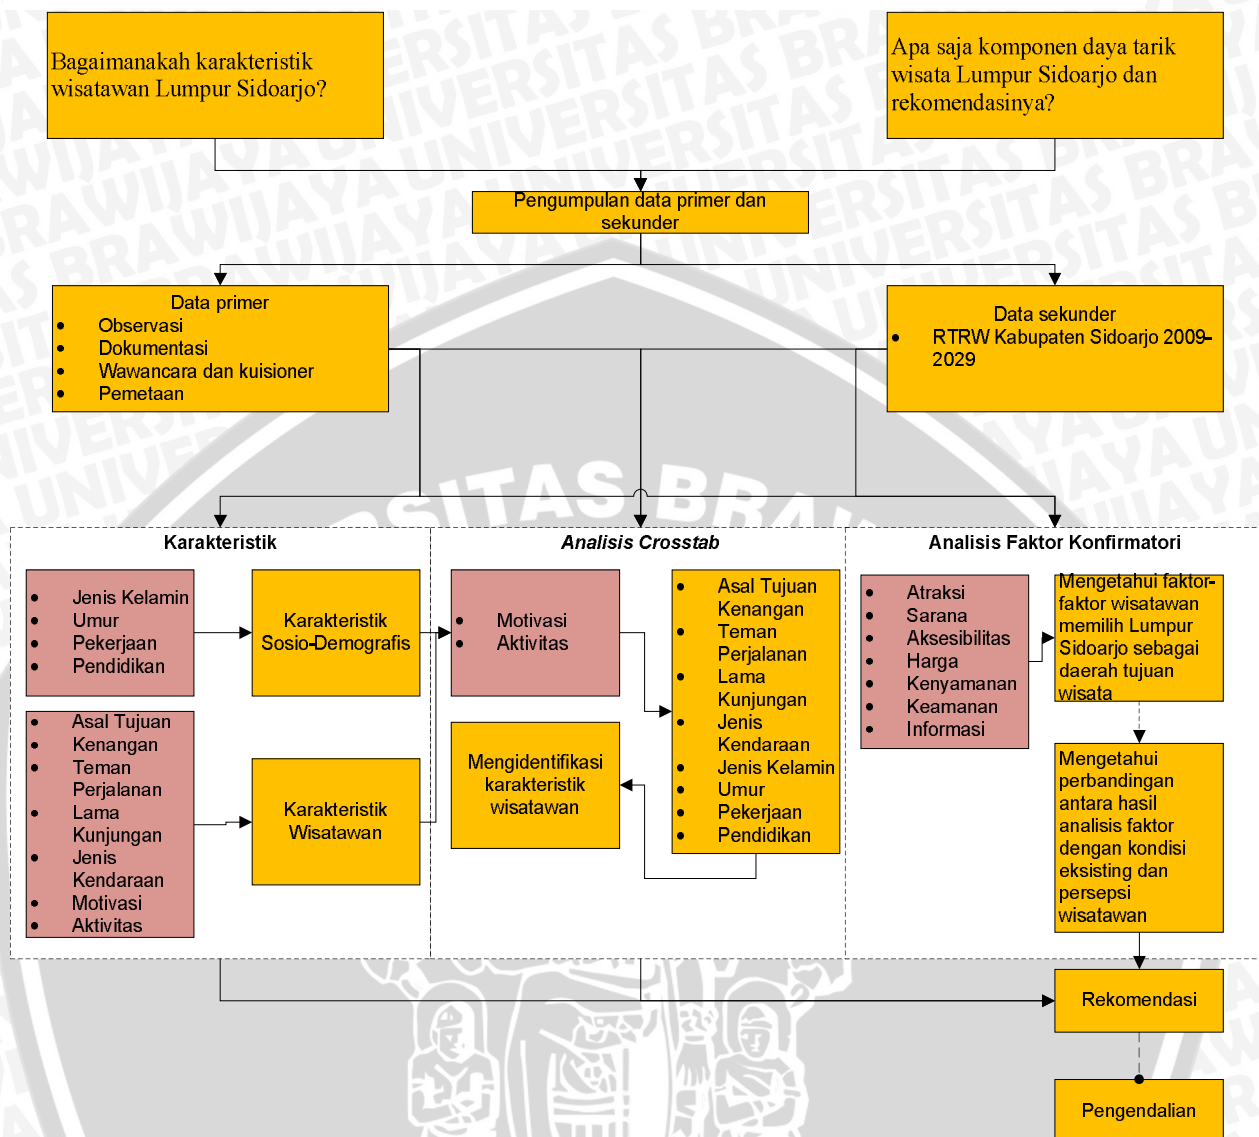 Bagaimanakah karakteristik
wisatawan Lumpur Sidoarjo?
Apa saja komponen daya tarik
wisata Lumpur Sidoarjo dan
rekomendasinya?
Pengumpulan data primer dan
sekunder
Data primer
• Observasi
• Dokumentasi
• Wawancara dan kuisioner
• Pemetaan
Data sekunder
• RTRW Kabupaten Sidoarjo 2009-
2029
Karakteristik
• Jenis Kelamin
• Umur
• Pekerjaan
• Pendidikan
Karakteristik
Sosio-Demografis
• Asal Tujuan
• Kenangan
• Teman
Perjalanan
• Lama
Kunjungan
• Jenis
Kendaraan
• Motivasi
• Aktivitas
Karakteristik
Wisatawan
Analisis Crosstab
• Motivasi
• Aktivitas
• Asal Tujuan
Kenangan
• Teman
Perjalanan
• Lama
Kunjungan
• Jenis
Kendaraan
• Jenis Kelamin
• Umur
• Pekerjaan
• Pendidikan
Mengidentifikasi
karakteristik
wisatawan
Analisis Faktor Konfirmatori
• Atraksi
• Sarana
• Aksesibilitas
• Harga
• Kenyamanan
• Keamanan
• Informasi
Mengetahui faktor-
faktor wisatawan
memilih Lumpur
Sidoarjo sebagai
daerah tujuan
wisata
Mengetahui
perbandingan
antara hasil
analisis faktor
dengan kondisi
eksisting dan
persepsi
wisatawan
Rekomendasi
Pengendalian